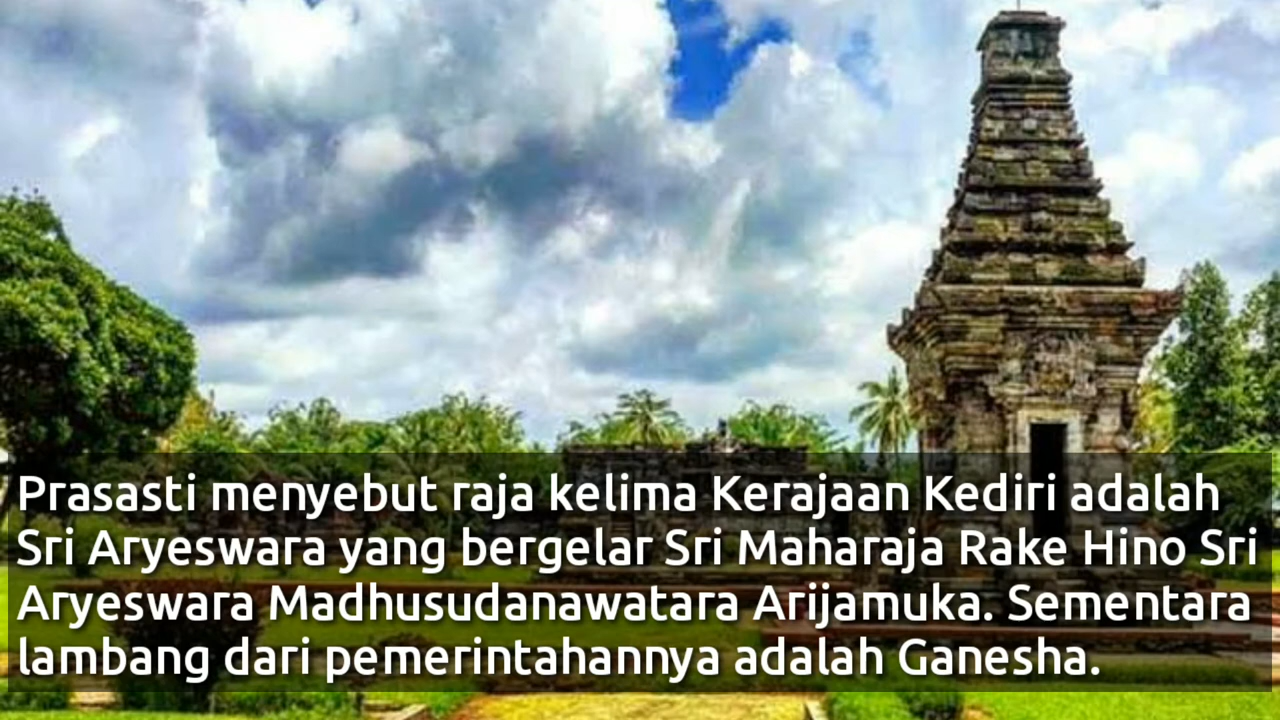 Prasasti menyebut raja kelima Kerajaan Kediri adalah
Sri Aryeswara yang bergelar Sri Maharaja Rake Hino Sri
Aryeswara Madhusudanawatara Arijamuka. Sementara
lambang dari pemerintahannya adalah Ganesha.